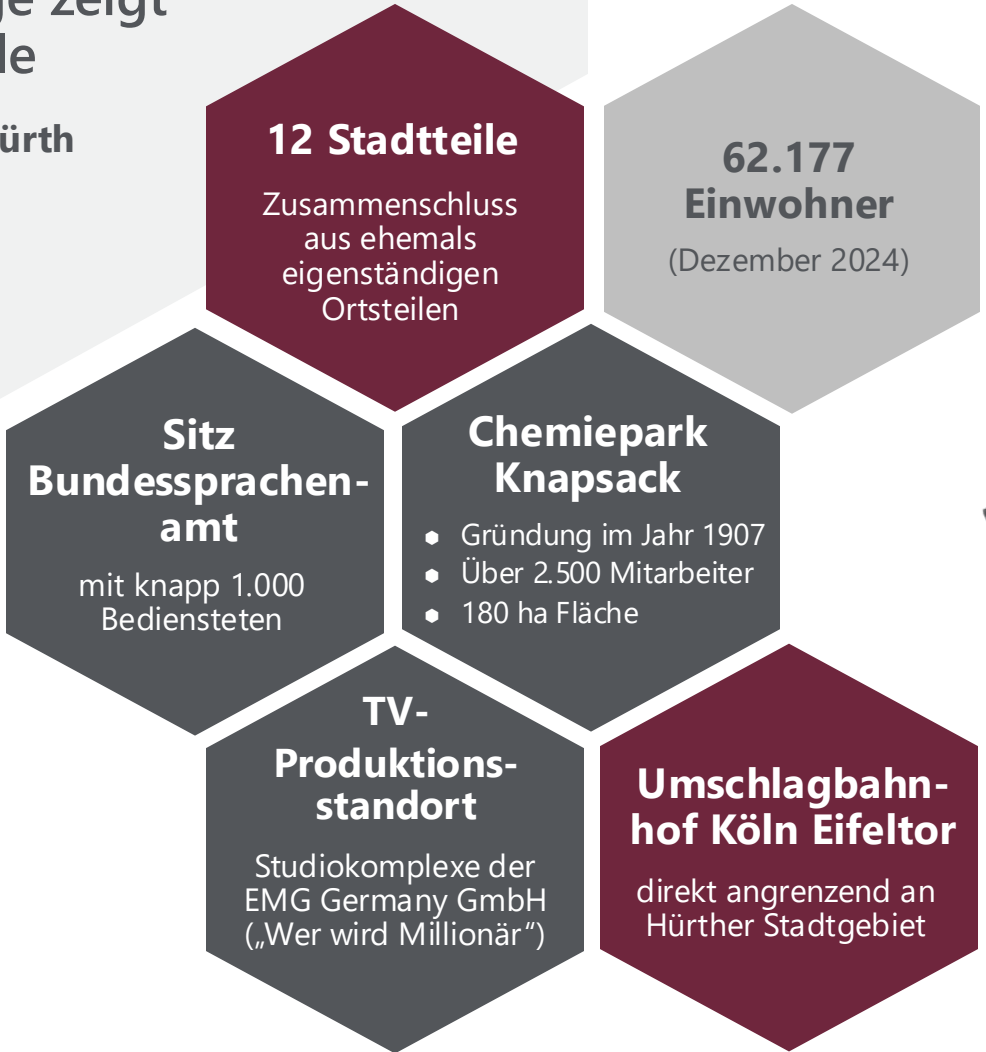 zeigt
ürth
12 Stadtteile
Zusammenschluss
aus ehemals
eigenständigen
Ortsteilen
62.177
Einwohner
(Dezember 2024)
Sitz
Bundessprachen-
amt
mit knapp 1.000
Bediensteten
Chemiepark
Knapsack
Gründung im Jahr 1907
Über 2.500 Mitarbeiter
180 ha Fläche
TV-
Produktions-
standort
Studiokomplexe der
EMG Germany GmbH
(„Wer wird Millionär“)
Umschlagbahn-
hof Köln Eifeltor
direkt angrenzend an
Hürther Stadtgebiet